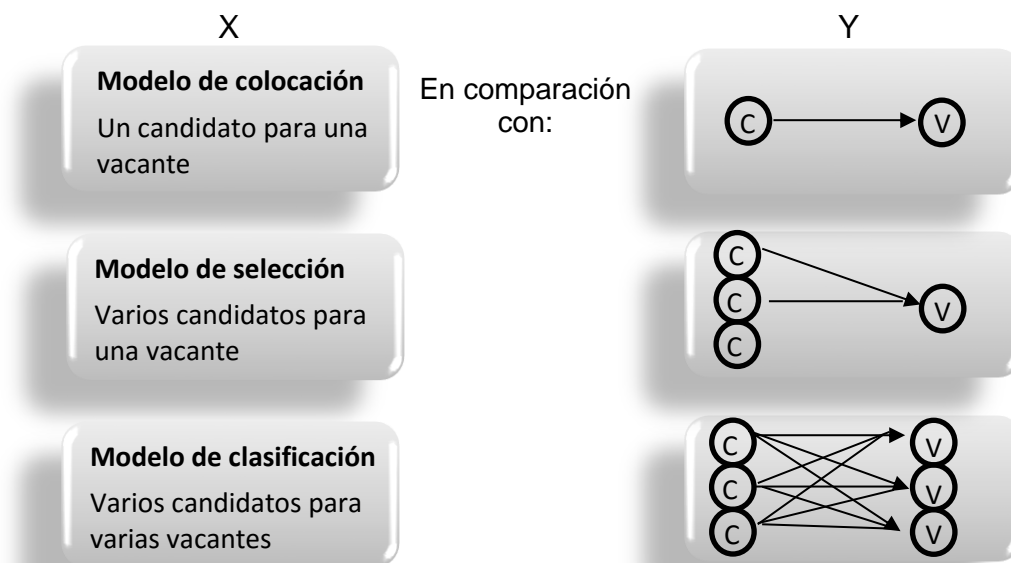 X
Y
Modelo de colocación
Un candidato para una
vacante
En comparación
con:
C
V
Modelo de selección
Varios candidatos para
una vacante
C
C
C
V
Modelo de clasificación
Varios candidatos para
varias vacantes
C
V
C
V
C
V